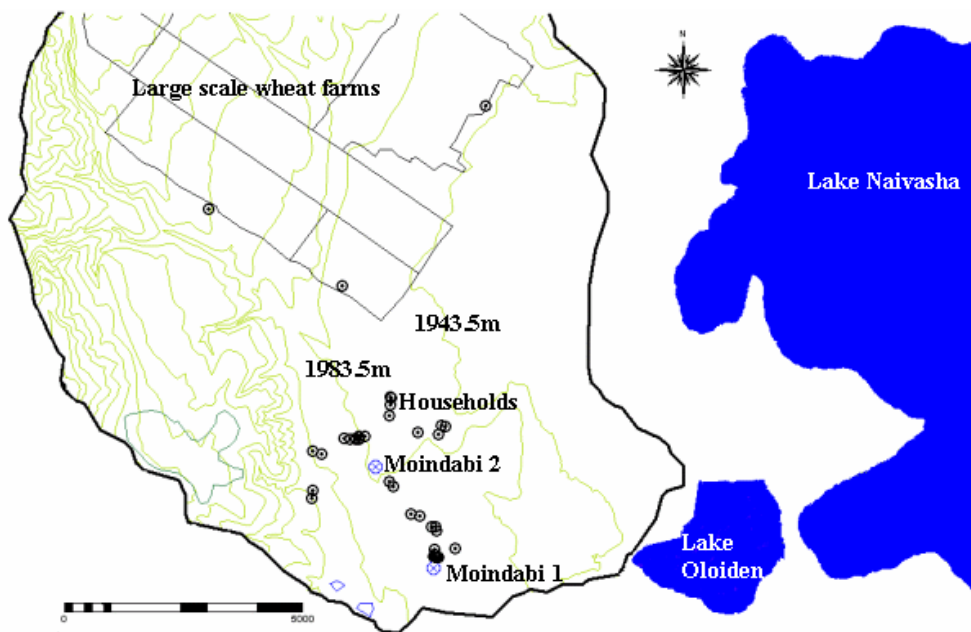 N
Large scale wheat farms
Lake Naivasha
1943.5m
1983.5m
Households
Moindabi 2
Lake
Oloiden
Moindabi 1
0
5000